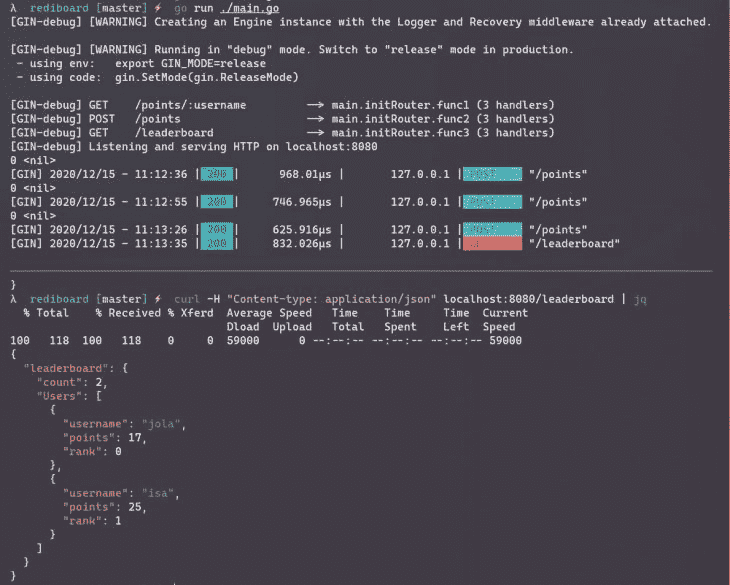 λ rediboard [master] ⚡ go run ./main.go
[GIN-debug] [WARNING] Creating an Engine instance with the Logger and Recovery middleware already attached.
[GIN-debug] [WARNING] Running in "debug" mode. Switch to "release" mode in production.
- using env: export GIN_MODE=release
- using code: gin.SetMode(gin.ReleaseMode)
[GIN-debug] GET /points/:username —> main.initRouter.func1 (3 handlers)
[GIN-debug] POST /points —> main.initRouter.func2 (3 handlers)
[GIN-debug] GET /leaderboard —> main.initRouter.func3 (3 handlers)
[GIN-debug] Listening and serving HTTP on localhost:8080
0 <nil>
[GIN] 2020/12/15 - 11:12:36 | 200 | 968.01µs | 127.0.0.1 | POST "/points"
0 <nil>
[GIN] 2020/12/15 - 11:12:55 | 200 | 746.965µs | 127.0.0.1 | POST "/points"
0 <nil>
[GIN] 2020/12/15 - 11:13:26 | 200 | 625.916µs | 127.0.0.1 | POST "/points"
[GIN] 2020/12/15 - 11:13:35 | 200 | 832.026µs | 127.0.0.1 | "/leaderboard"
}
λ rediboard [master] ⚡ curl -H "Content-type: application/json" localhost:8080/leaderboard | jq
% Total % Received % Xferd Average Speed Time Time Time Current
Dload Upload Total Spent Left Speed
100 118 100 118 0 0 59000 0 --:--:-- --:--:-- --:--:-- 59000
{
"leaderboard": {
"count": 2,
"Users": [
{
"username": "jola",
"points": 17,
"rank": 0
},
{
"username": "isa",
"points": 25,
"rank": 1
}
]
}
}